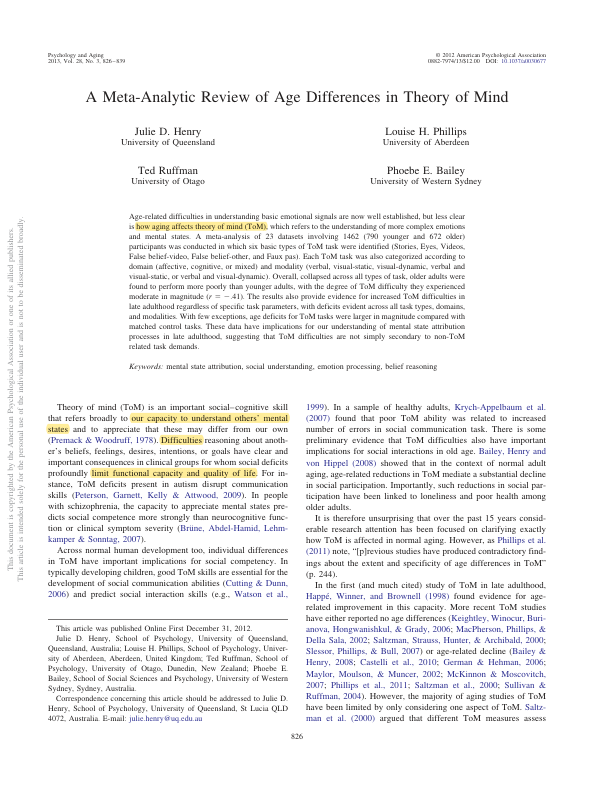 Psychology and Aging
2013, Vol. 28, No. 3, 826–839
© 2012 American Psychological Association
0882-7974/13/$12.00 DOI: 10.1037/a0030677
A Meta-Analytic Review of Age Differences in Theory of Mind
Julie D. Henry
University of Queensland
Louise H. Phillips
University of Aberdeen
Ted Ruffman
University of Otago
Phoebe E. Bailey
University of Western Sydney
Age-related difficulties in understanding basic emotional signals are now well established, but less clear
is how aging affects theory of mind (ToM), which refers to the understanding of more complex emotions
and mental states. A meta-analysis of 23 datasets involving 1462 (790 younger and 672 older)
participants was conducted in which six basic types of ToM task were identified (Stories, Eyes, Videos,
False belief-video, False belief-other, and Faux pas). Each ToM task was also categorized according to
domain (affective, cognitive, or mixed) and modality (verbal, visual-static, visual-dynamic, verbal and
visual-static, or verbal and visual-dynamic). Overall, collapsed across all types of task, older adults were
found to perform more poorly than younger adults, with the degree of ToM difficulty they experienced
moderate in magnitude (r = −.41). The results also provide evidence for increased ToM difficulties in
late adulthood regardless of specific task parameters, with deficits evident across all task types, domains,
and modalities. With few exceptions, age deficits for ToM tasks were larger in magnitude compared with
matched control tasks. These data have implications for our understanding of mental state attribution
processes in late adulthood, suggesting that ToM difficulties are not simply secondary to non-ToM
related task demands.
Keywords: mental state attribution, social understanding, emotion processing, belief reasoning
Theory of mind (ToM) is an important social–cognitive skill
that refers broadly to our capacity to understand others’ mental
states and to appreciate that these may differ from our own
(Premack & Woodruff, 1978). Difficulties reasoning about anoth-
er’s beliefs, feelings, desires, intentions, or goals have clear and
important consequences in clinical groups for whom social deficits
profoundly limit functional capacity and quality of life. For in-
stance, ToM deficits present in autism disrupt communication
skills (Peterson, Garnett, Kelly & Attwood, 2009). In people
with schizophrenia, the capacity to appreciate mental states pre-
dicts social competence more strongly than neurocognitive func-
tion or clinical symptom severity (Brüne, Abdel-Hamid, Lehm-
kamper & Sonntag, 2007).
Across normal human development too, individual differences
in ToM have important implications for social competency. In
typically developing children, good ToM skills are essential for the
development of social communication abilities (Cutting & Dunn,
2006) and predict social interaction skills (e.g., Watson et al.,
This article was published Online First December 31, 2012.
Julie D. Henry, School of Psychology, University of Queensland,
Queensland, Australia; Louise H. Phillips, School of Psychology, Univer-
sity of Aberdeen, Aberdeen, United Kingdom; Ted Ruffman, School of
Psychology, University of Otago, Dunedin, New Zealand; Phoebe E.
Bailey, School of Social Sciences and Psychology, University of Western
Sydney, Sydney, Australia.
Correspondence concerning this article should be addressed to Julie D.
Henry, School of Psychology, University of Queensland, St Lucia QLD
4072, Australia. E-mail: julie.henry@uq.edu.au
1999). In a sample of healthy adults, Krych-Appelbaum et al.
(2007) found that poor ToM ability was related to increased
number of errors in social communication task. There is some
preliminary evidence that ToM difficulties also have important
implications for social interactions in old age. Bailey, Henry and
von Hippel (2008) showed that in the context of normal adult
aging, age-related reductions in ToM mediate a substantial decline
in social participation. Importantly, such reductions in social par-
ticipation have been linked to loneliness and poor health among
older adults.
It is therefore unsurprising that over the past 15 years consid-
erable research attention has been focused on clarifying exactly
how ToM is affected in normal aging. However, as Phillips et al.
(2011) note, “[p]revious studies have produced contradictory find-
ings about the extent and specificity of age differences in ToM”
(p. 244).
In the first (and much cited) study of ToM in late adulthood,
Happé, Winner, and Brownell (1998) found evidence for age-
related improvement in this capacity. More recent ToM studies
have either reported no age differences (Keightley, Winocur, Buri-
anova, Hongwanishkul, & Grady, 2006; MacPherson, Phillips, &
Della Sala, 2002; Saltzman, Strauss, Hunter, & Archibald, 2000;
Slessor, Phillips, & Bull, 2007) or age-related decline (Bailey &
Henry, 2008; Castelli et al., 2010; German & Hehman, 2006;
Maylor, Moulson, & Muncer, 2002; McKinnon & Moscovitch,
2007; Phillips et al., 2011; Saltzman et al., 2000; Sullivan &
Ruffman, 2004). However, the majority of aging studies of ToM
have been limited by only considering one aspect of ToM. Saltz-
man et al. (2000) argued that different ToM measures assess
826
This document is copyrighted by the American Psychological Association or one of its allied publishers.
This article is intended solely for the personal use of the individual user and is not to be disseminated broadly.